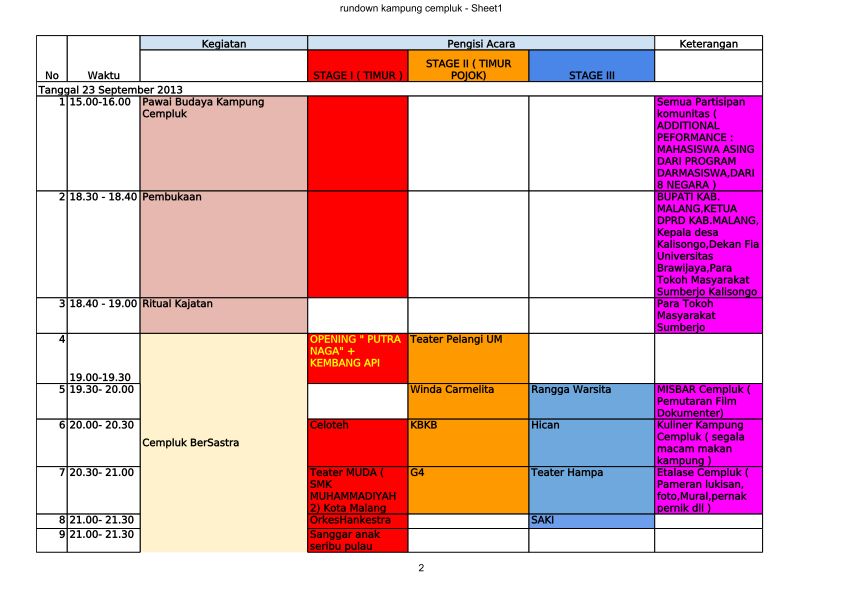 rundown kampung cempluk - Sheet1
Kegiatan Pengisi Acara Keterangan
No Waktu STAGE I ( TIMUR ) STAGE II ( TIMUR
POJOK) STAGE III
Tanggal 23 September 2013
1 15.00-16.00 Pawai Budaya Kampung
Cempluk
Semua Partisipan
komunitas (
ADDITIONAL
PEFORMANCE :
MAHASISWA ASING
DARI PROGRAM
DARMASISWA,DARI
8 NEGARA )
2 18.30 - 18.40 Pembukaan
BUPATI KAB.
MALANG,KETUA
DPRD KAB.MALANG,
Kepala desa
Kalisongo,Dekan Fia
Universitas
Brawijaya,Para
Tokoh Masyarakat
Sumberjo Kalisongo
3 18.40 - 19.00 Ritual Kajatan
Para Tokoh
Masyarakat
Sumberjo
4 19.00-19.30
Cempluk BerSastra
OPENING " PUTRA
NAGA" +
KEMBANG API
Teater Pelangi UM
5 19.30- 20.00 Winda Carmelita Rangga Warsita
MISBAR Cempluk (
Pemutaran Film
Dokumenter)
6 20.00- 20.30 Celoteh KBKB Hican
Kuliner Kampung
Cempluk ( segala
macam makan
kampung )
7 20.30- 21.00
Teater MUDA (
SMK
MUHAMMADIYAH
2) Kota Malang
G4 Teater Hampa
Etalase Cempluk (
Pameran lukisan,
foto,Mural,pernak
pernik dll )
8 21.00- 21.30 OrkesHankestra SAKI
9 21.00- 21.30 Sanggar anak
seribu pulau
2